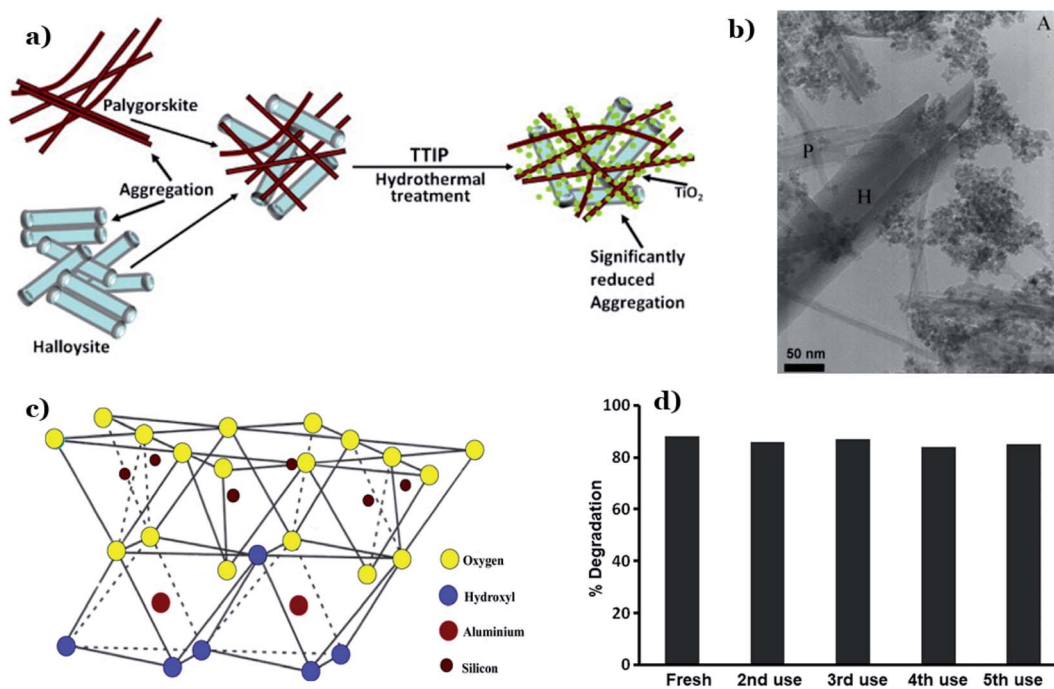 a)
Palygorskite
Aggregation
Halloysite
TTIP
Hydrothermal
treatment
TiO₂
Significantly
reduced
Aggregation
b)
A
P
H
50 nm
c)
Oxygen
Hydroxyl
Aluminium
Silicon
d)
% Degradation
100
80
60
40
20
0
Fresh 2nd use 3rd use 4th use 5th use